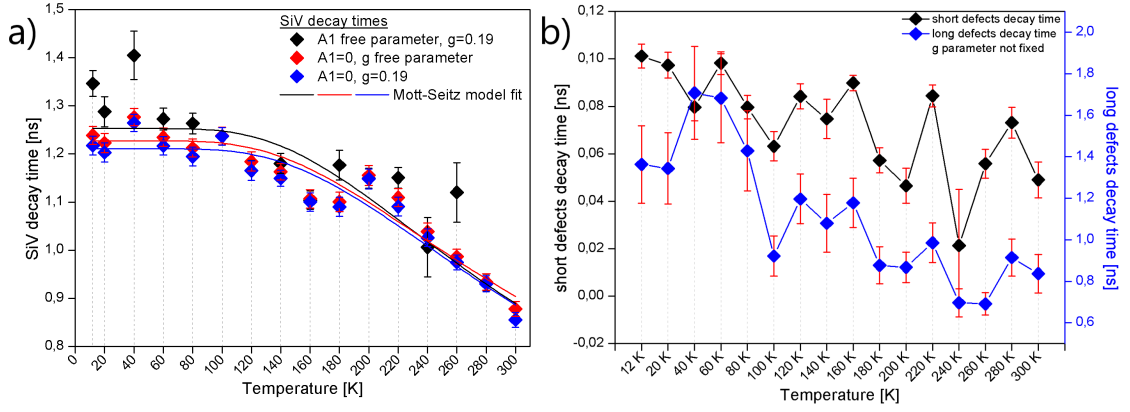 a)
SiV decay times
A1 free parameter, g=0.19
A1=0, g free parameter
A1=0, g=0.19
Mott-Seitz model fit
SiV decay time [ns]
1,5
1,4
1,3
1,2
1,1
1,0
0,9
0,8
0
20
40
60
80
100
120
140
160
180
200
220
240
260
280
300
Temperature [K]
b)
short defects decay time
long defects decay time
g parameter not fixed
short defects decay time [ns]
0,12
0,10
0,08
0,06
0,04
0,02
0,00
-0,02
12 K
20 K
40 K
60 K
80 K
100 K
120 K
140 K
160 K
180 K
200 K
220 K
240 K
260 K
280 K
300 K
Temperature [K]
2,0
1,8
1,6
1,4
1,2
1,0
0,8
0,6
long defects decay time [ns]